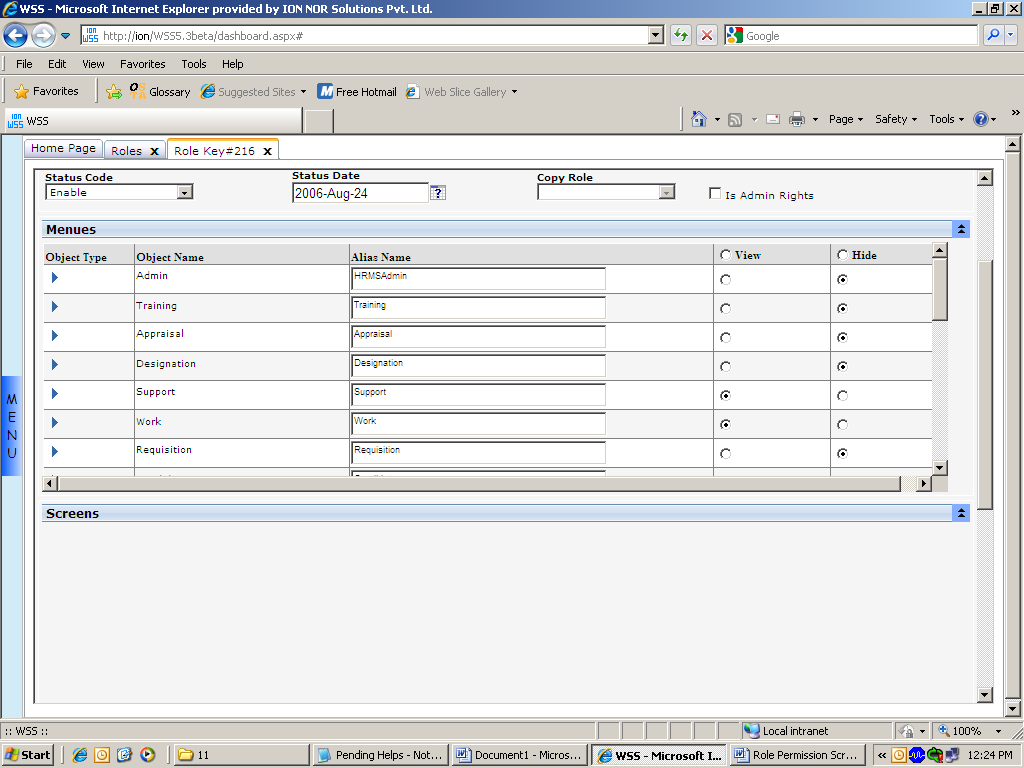 WSS - Microsoft Internet Explorer provided by ION NOR Solutions Pvt. Ltd.
ion WSS http://ion/WSS5.3beta/dashboard.aspx# Google
File Edit View Favorites Tools Help
Favorites Glossary Suggested Sites Free Hotmail Web Slice Gallery
ion WSS WSS Page Safety Tools »
Home Page Roles X Role Key#216 X
Status Code Status Date Copy Role
Enable 2006-Aug-24 ? Is Admin Rights
Menues
Object Type Object Name Alias Name View Hide
Admin HRMSAdmin
Training Training
Appraisal Appraisal
Designation Designation
Support Support
Work Work
Requisition Requisition
MENU
Screens
:: WSS :: Local intranet 100%
Start 11 Pending Helps - Not... Document1 - Micros... WSS - Microsoft I... Role Permission Scr... « 12:24 PM